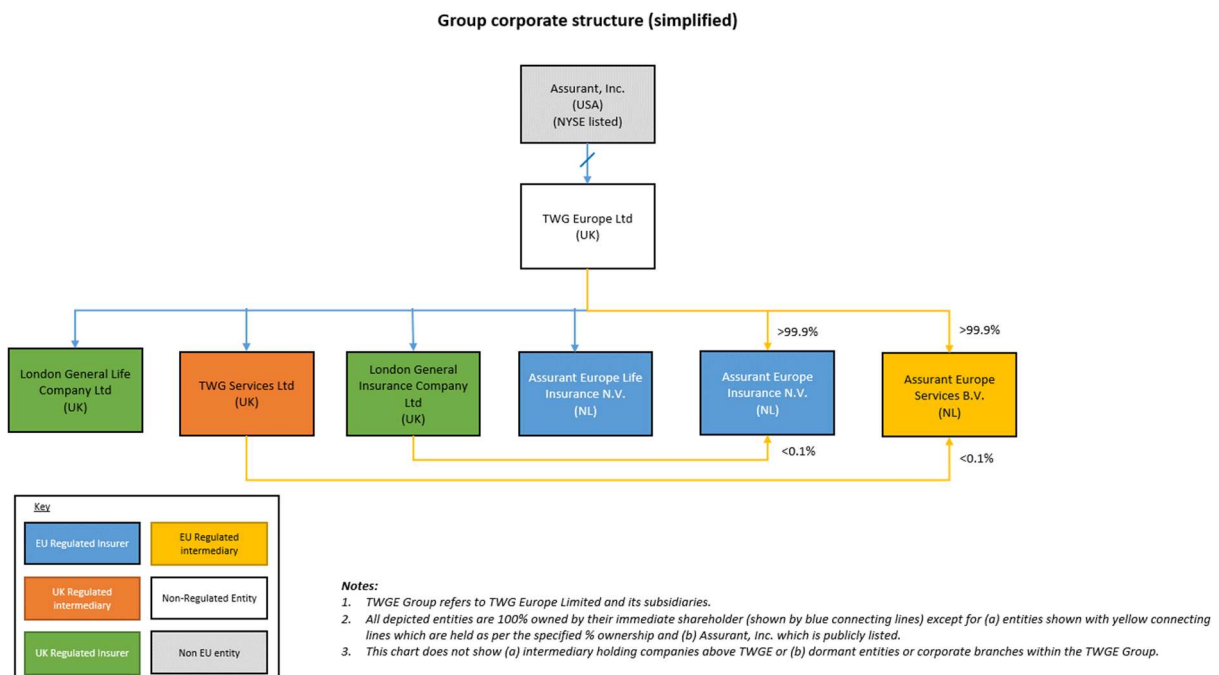 Group corporate structure (simplified)
Assurant, Inc.
(USA)
(NYSE listed)
TWG Europe Ltd
(UK)
>99.9%
>99.9%
London General Life
Company Ltd
(UK)
TWG Services Ltd
(UK)
London General
Insurance Company
Ltd
(UK)
Assurant Europe Life
Insurance N.V.
(NL)
Assurant Europe
Insurance N.V.
(NL)
Assurant Europe
Services B.V.
(NL)
<0.1%
<0.1%
Key
EU Regulated Insurer
EU Regulated
intermediary
UK Regulated
intermediary
Non-Regulated Entity
UK Regulated Insurer
Non EU entity
Notes:
1. TWGE Group refers to TWG Europe Limited and its subsidiaries.
2. All depicted entities are 100% owned by their immediate shareholder (shown by blue connecting lines) except for (a) entities shown with yellow connecting
lines which are held as per the specified % ownership and (b) Assurant, Inc. which is publicly listed.
3. This chart does not show (a) intermediary holding companies above TWGE or (b) dormant entities or corporate branches within the TWGE Group.